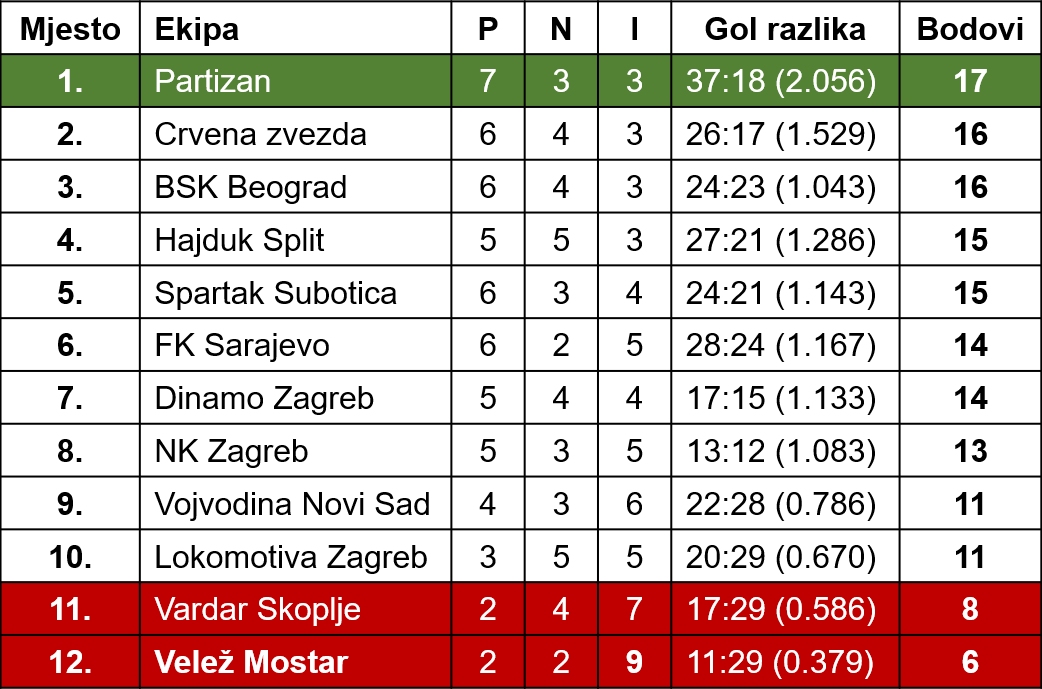 Mjesto Ekipa P N I Gol razlika Bodovi
1. Partizan 7 3 3 37:18 (2.056) 17
2. Crvena zvezda 6 4 3 26:17 (1.529) 16
3. BSK Beograd 6 4 3 24:23 (1.043) 16
4. Hajduk Split 5 5 3 27:21 (1.286) 15
5. Spartak Subotica 6 3 4 24:21 (1.143) 15
6. FK Sarajevo 6 2 5 28:24 (1.167) 14
7. Dinamo Zagreb 5 4 4 17:15 (1.133) 14
8. NK Zagreb 5 3 5 13:12 (1.083) 13
9. Vojvodina Novi Sad 4 3 6 22:28 (0.786) 11
10. Lokomotiva Zagreb 3 5 5 20:29 (0.670) 11
11. Vardar Skoplje 2 4 7 17:29 (0.586) 8
12. Velež Mostar 2 2 9 11:29 (0.379) 6